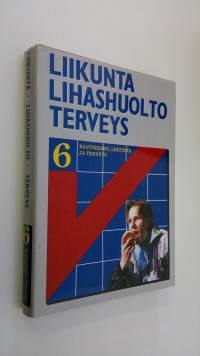 LIIKUNTA
LIHASHUOLTO
TERVEYS
6
RAVITSEMUS, LIIKUNTA
JA TERVEYS
LIIKUNTA • LIHASHUOLTO • TERVEYS
6